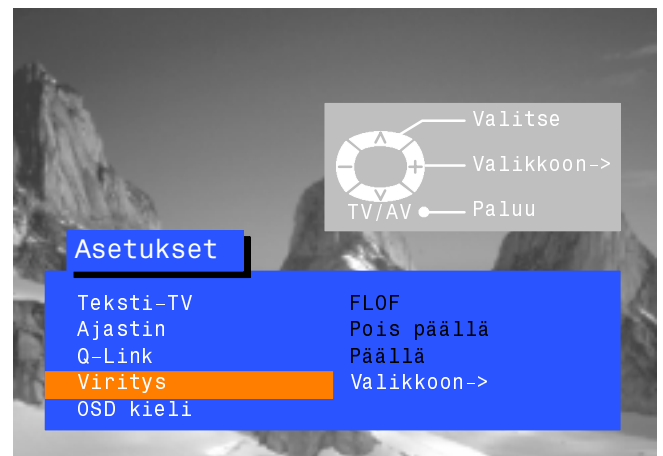 Valitse
Valikkoon->
TV/AV Paluu
Asetukset
Teksti-TV FLOF
Ajastin Pois päällä
Q-Link Päällä
Viritys Valikkoon->
OSD kieli